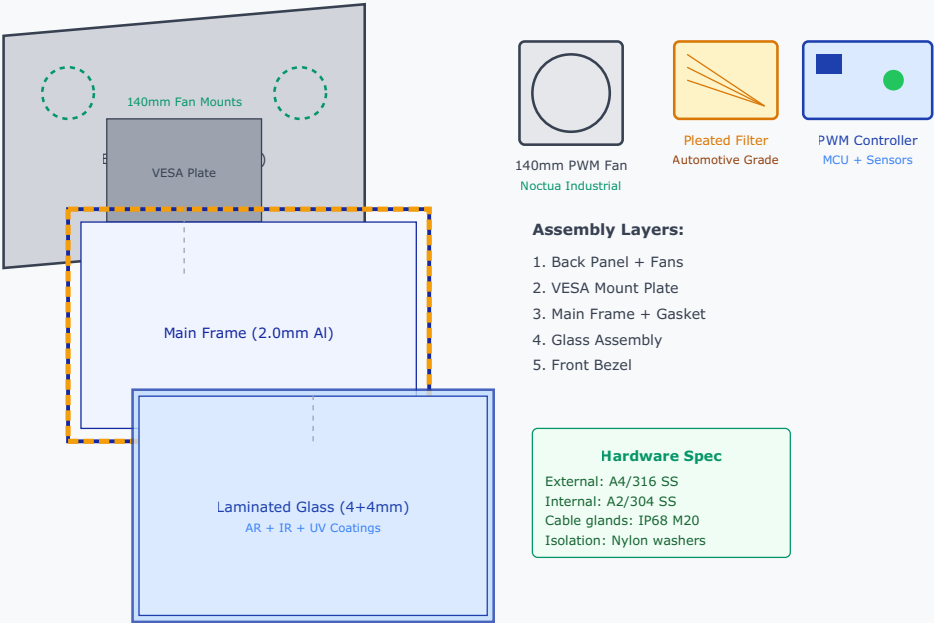 140mm Fan Mounts
VESA Plate
Main Frame (2.0mm Al)
Laminated Glass (4+4mm)
AR + IR + UV Coatings
140mm PWM Fan
Noctua Industrial
Pleated Filter
Automotive Grade
PWM Controller
MCU + Sensors
Assembly Layers:
1. Back Panel + Fans
2. VESA Mount Plate
3. Main Frame + Gasket
4. Glass Assembly
5. Front Bezel
Hardware Spec
External: A4/316 SS
Internal: A2/304 SS
Cable glands: IP68 M20
Isolation: Nylon washers